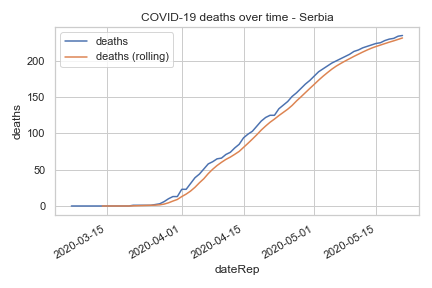 COVID-19 deaths over time - Serbia
deaths
deaths (rolling)
deaths
200
150
100
50
0
2020-03-15
2020-04-01
2020-04-15
2020-05-01
2020-05-15
dateRep